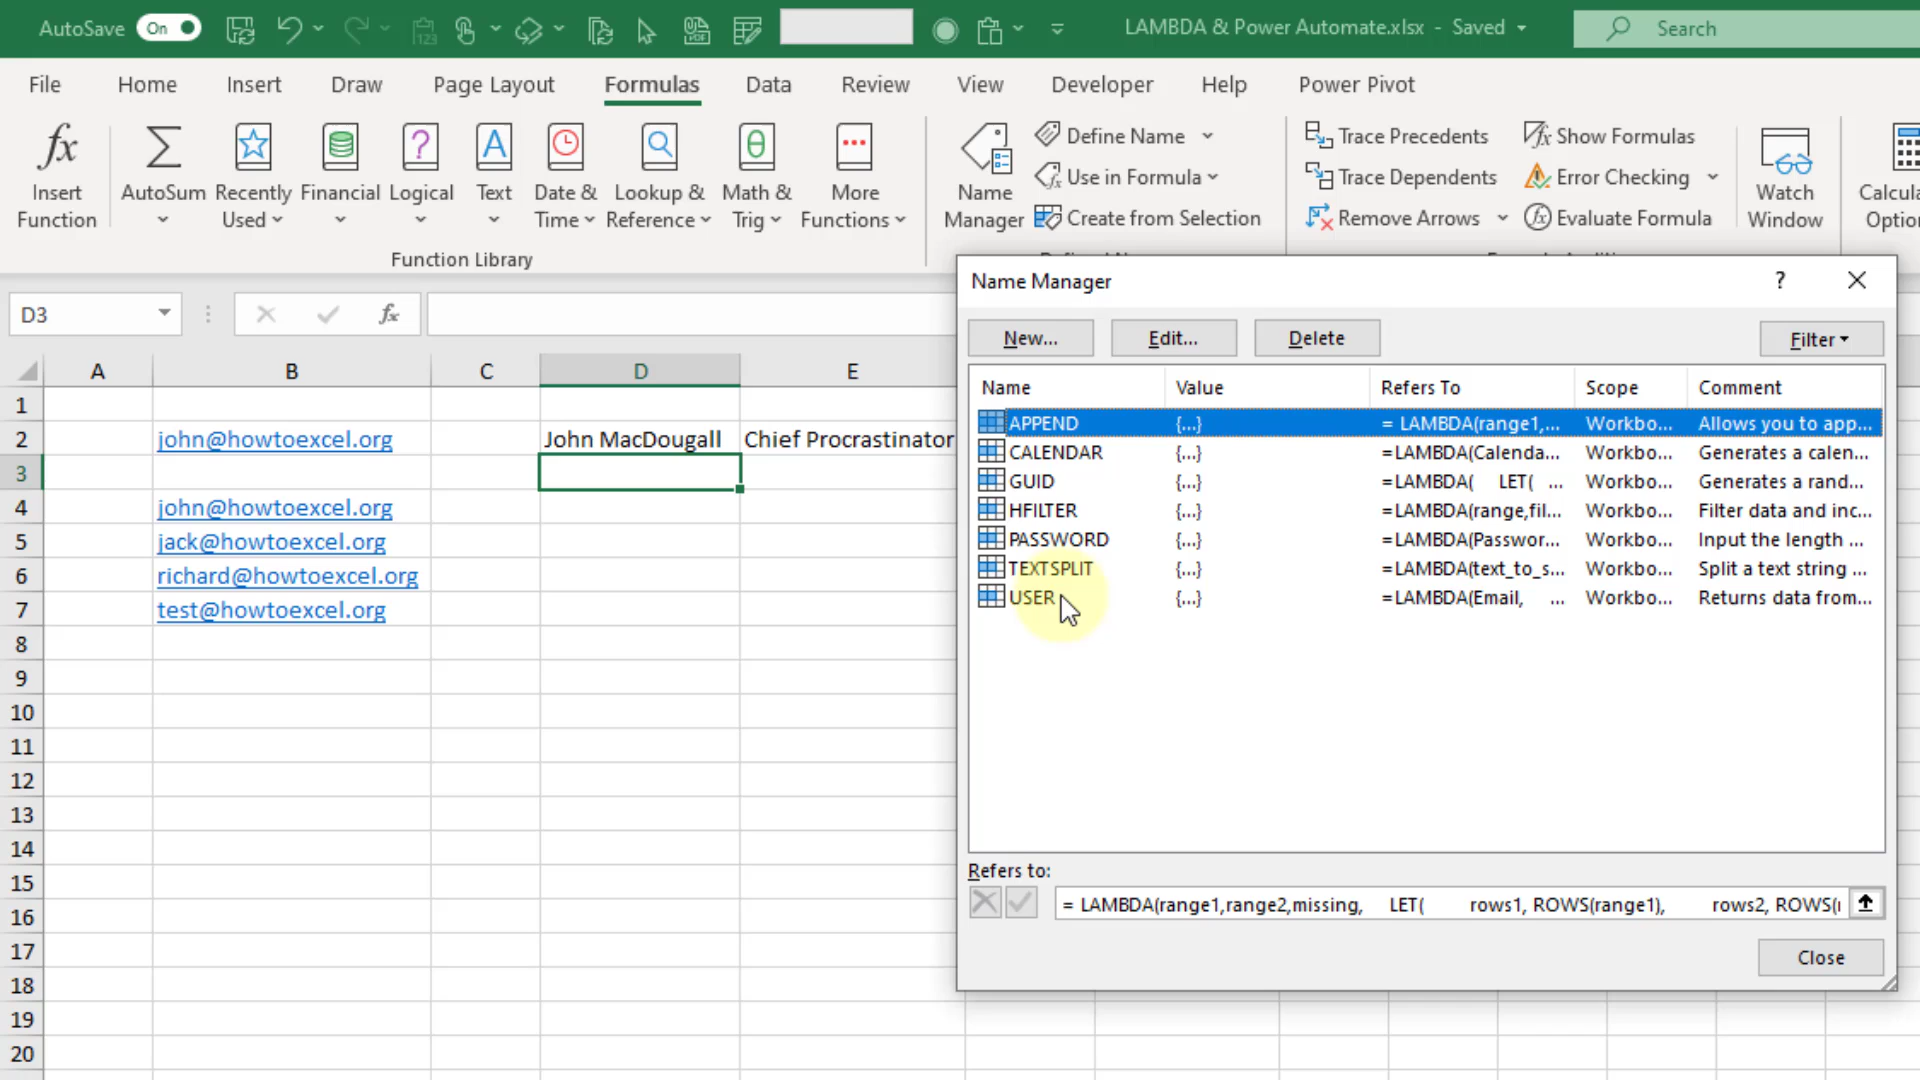 AutoSave On LAMBDA & Power Automate.xlsx - Saved Search
File Home Insert Draw Page Layout Formulas Data Review View Developer Help Power Pivot
fx Insert Function
AutoSum
Recently Used
Financial
Logical
Text
Date & Time
Lookup & Reference
Math & Trig
More Functions
Function Library
Name Manager
Define Name
Use in Formula
Create from Selection
Trace Precedents
Trace Dependents
Remove Arrows
Show Formulas
Error Checking
Evaluate Formula
Watch Window
D3 fx
A B C D E
1
2 john@howtoexcel.org John MacDougall Chief Procrastinator
3
4 john@howtoexcel.org
5 jack@howtoexcel.org
6 richard@howtoexcel.org
7 test@howtoexcel.org
8
9
10
11
12
13
14
15
16
17
18
19
20
Name Manager ?
New... Edit... Delete Filter
Name Value Refers To Scope Comment
APPEND {...} = LAMBDA(range1,... Workbo... Allows you to app...
CALENDAR {...} =LAMBDA(Calenda... Workbo... Generates a calen...
GUID {...} =LAMBDA( LET( ... Workbo... Generates a rand...
HFILTER {...} =LAMBDA(range,fil... Workbo... Filter data and inc...
PASSWORD {...} =LAMBDA(Passwor... Workbo... Input the length ...
TEXTSPLIT {...} =LAMBDA(text_to_s... Workbo... Split a text string ...
USER {...} =LAMBDA(Email, ... Workbo... Returns data from...
Refers to:
= LAMBDA(range1,range2,missing, LET( rows1, ROWS(range1), rows2, ROWS(
Close